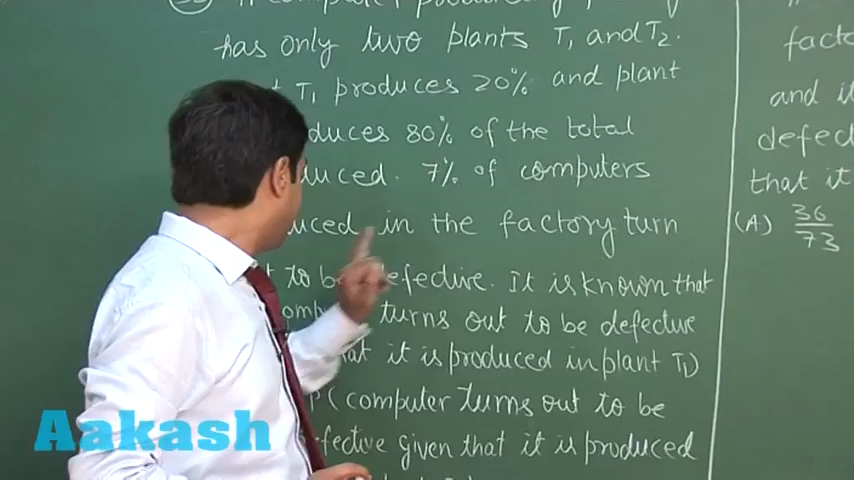 has only two plants T₁ and T₂.
T₁ produces 20% and plant
duces 80% of the total
uced. 7% of computers
uced in the factory turn
t to be defective. It is known that
turns out to be defective
at it is produced in plant T₁)
P(computer turns out to be
fective given that it is produced
facto
and it
defec
that it
(A) 36/73
Aakash